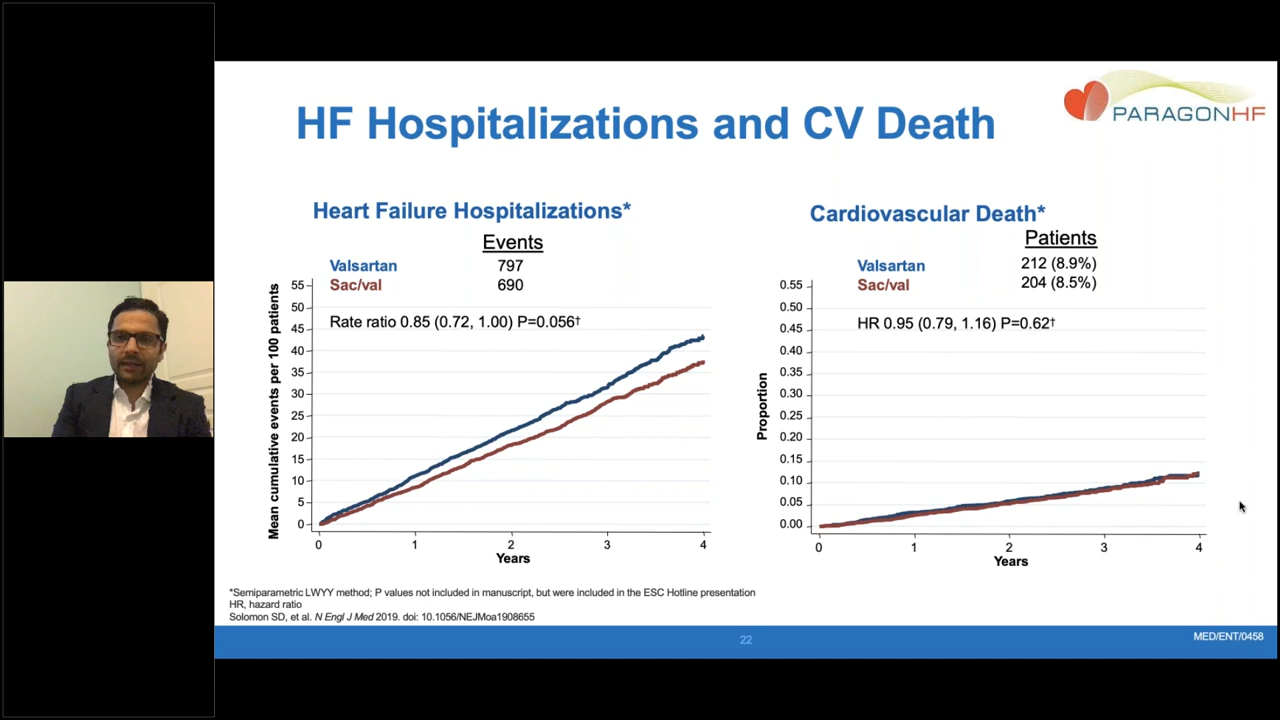 HF Hospitalizations and CV Death
PARAGONHF
Heart Failure Hospitalizations*
Events
Valsartan 797
Sac/val 690
Rate ratio 0.85 (0.72, 1.00) P=0.056†
Mean cumulative events per 100 patients
55
50
45
40
35
30
25
20
15
10
5
0
0 1 2 3 4
Years
Cardiovascular Death*
Patients
Valsartan 212 (8.9%)
Sac/val 204 (8.5%)
HR 0.95 (0.79, 1.16) P=0.62†
Proportion
0.55
0.50
0.45
0.40
0.35
0.30
0.25
0.20
0.15
0.10
0.05
0.00
0 1 2 3 4
Years
*Semiparametric LWYY method; P values not included in manuscript, but were included in the ESC Hotline presentation
HR, hazard ratio
Solomon SD, et al. N Engl J Med 2019. doi: 10.1056/NEJMoa1908655
22
MED/ENT/0458